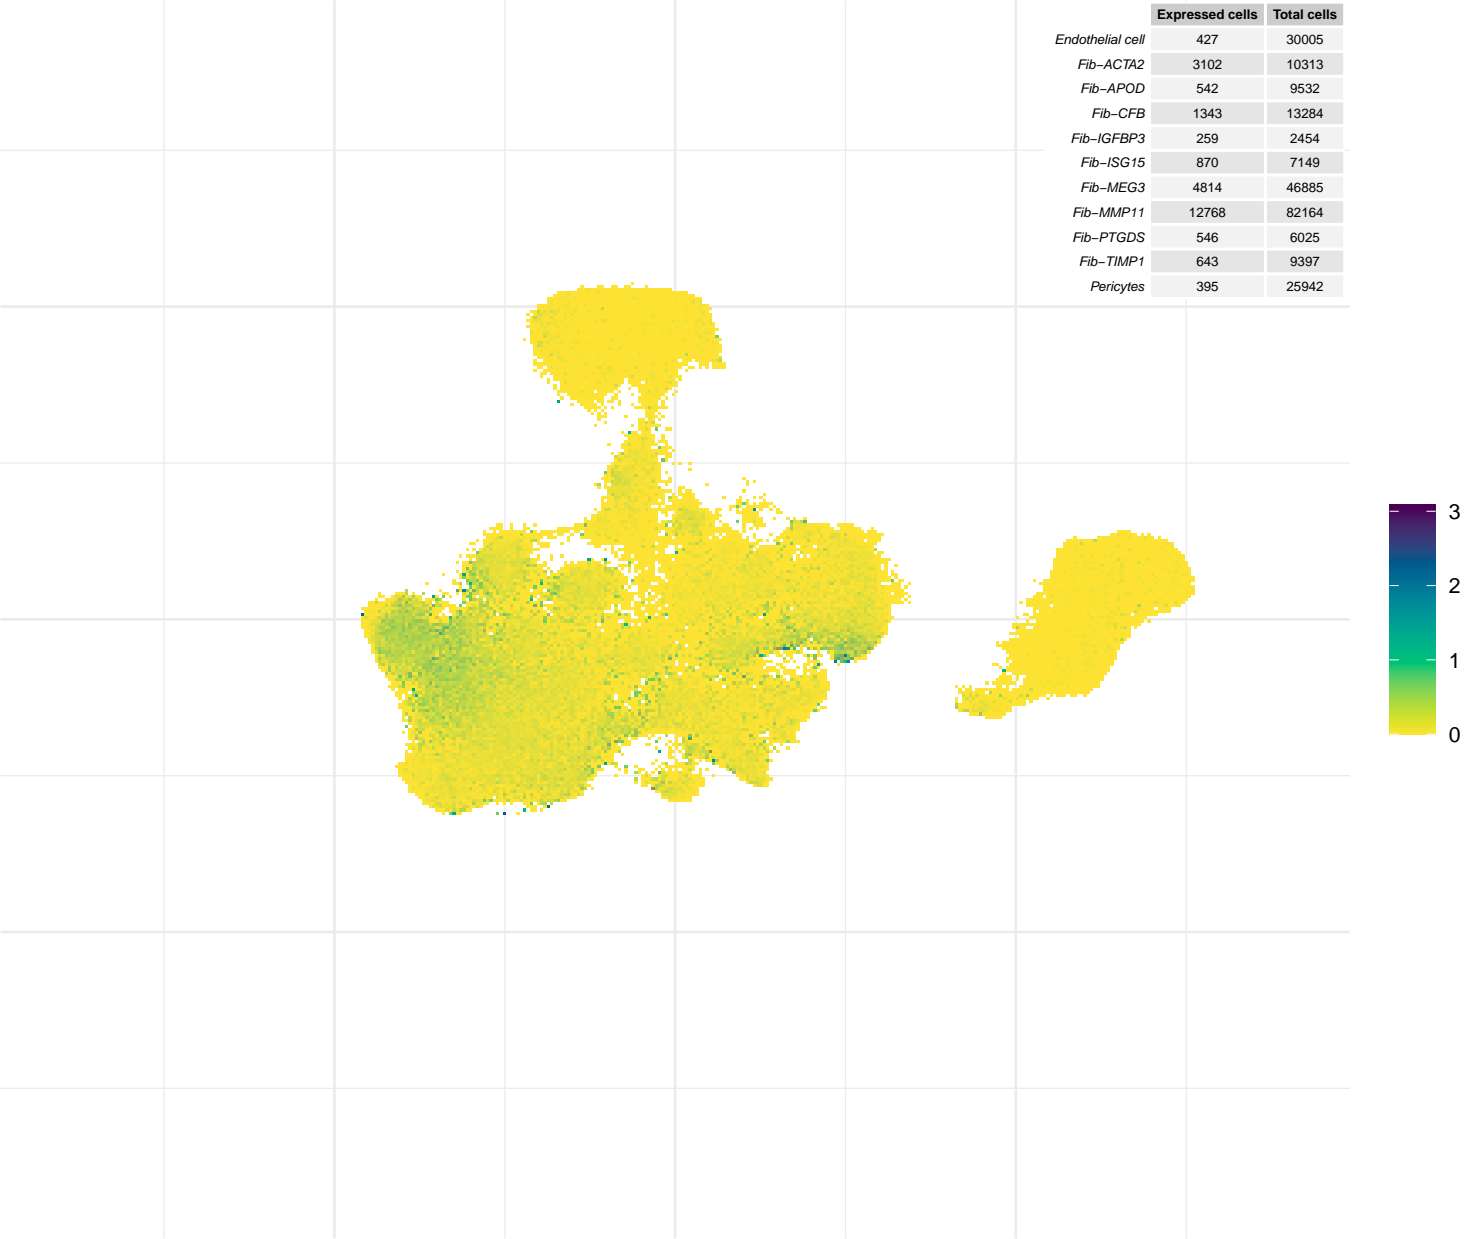 Expressed cells Total cells
Endothelial cell 427 30005
Fib−ACTA2 3102 10313
Fib−APOD 542 9532
Fib−CFB 1343 13284
Fib−IGFBP3 259 2454
Fib−ISG15 870 7149
Fib−MEG3 4814 46885
Fib−MMP11 12768 82164
Fib−PTGDS 546 6025
Fib−TIMP1 643 9397
Pericytes 395 25942
3
2
1
0